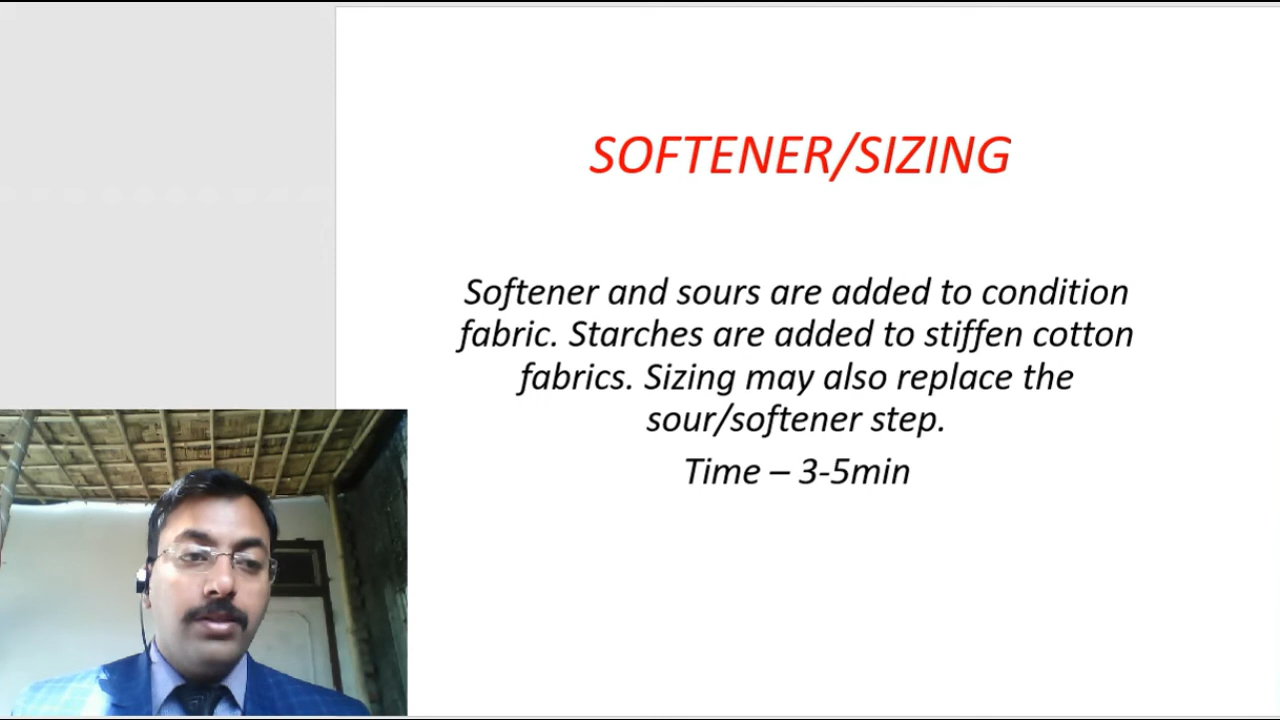 SOFTENER/SIZING
Softener and sours are added to condition
fabric. Starches are added to stiffen cotton
fabrics. Sizing may also replace the
sour/softener step.
Time – 3-5min